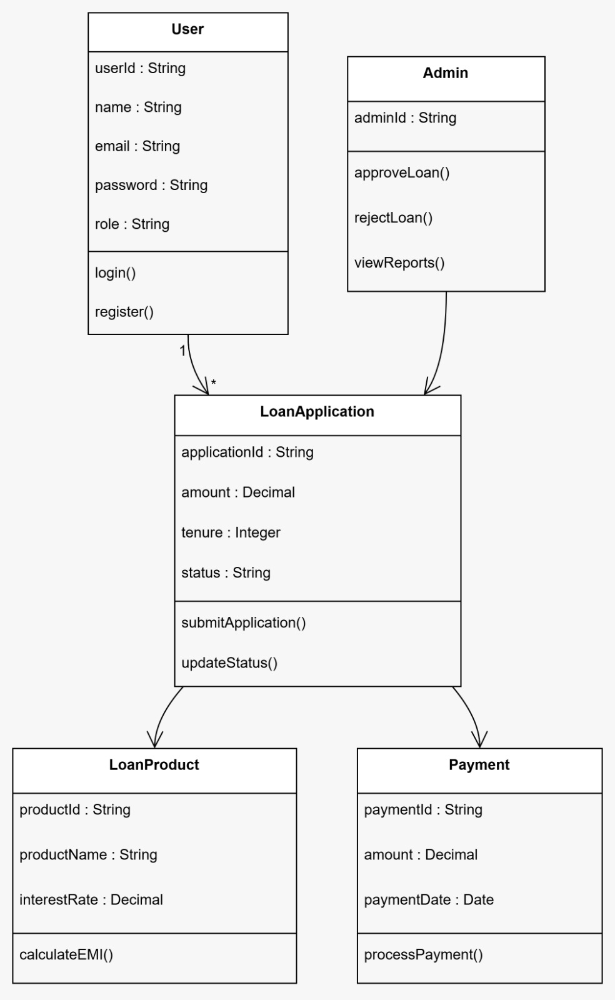 User
userId : String
name : String
email : String
password : String
role : String
login()
register()
Admin
adminId : String
approveLoan()
rejectLoan()
viewReports()
1
*
LoanApplication
applicationId : String
amount : Decimal
tenure : Integer
status : String
submitApplication()
updateStatus()
LoanProduct
productId : String
productName : String
interestRate : Decimal
calculateEMI()
Payment
paymentId : String
amount : Decimal
paymentDate : Date
processPayment()